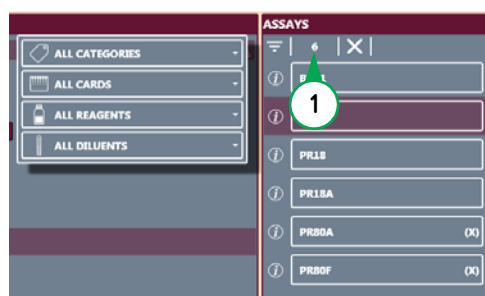 ASSAYS
6
ALL CATEGORIES
ALL CARDS
ALL REAGENTS
ALL DILUENTS
1
PR18
PR18A
PR80A (X)
PR80F (X)